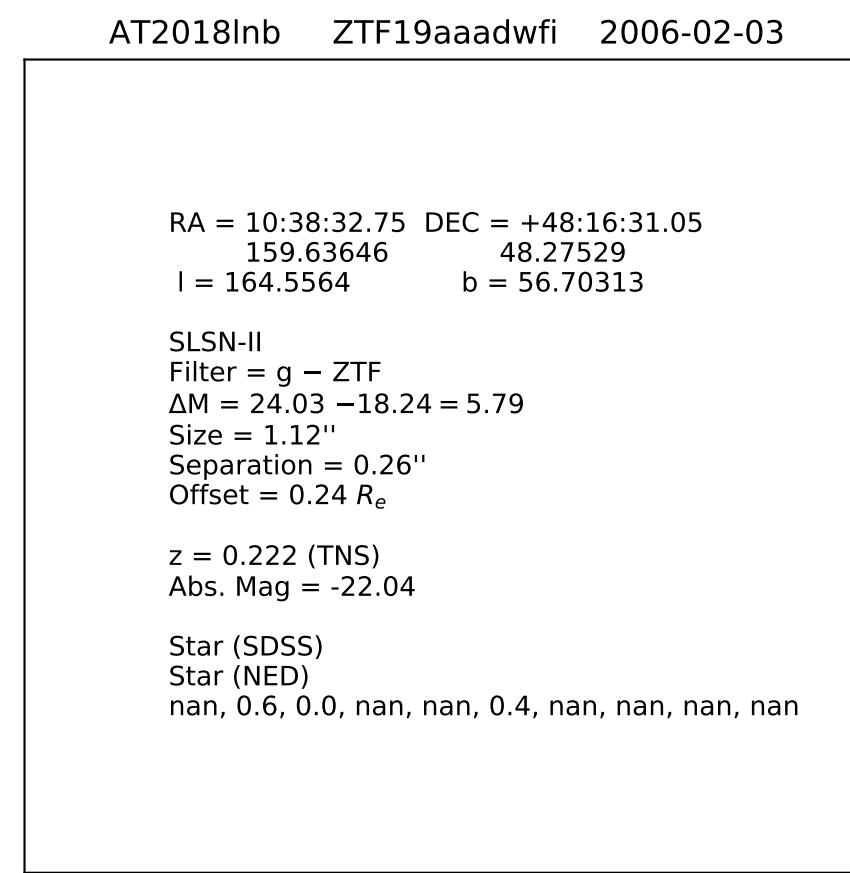 AT2018lnb ZTF19aaadwfi 2006-02-03
RA = 10:38:32.75 DEC = +48:16:31.05
159.63646 48.27529
l = 164.5564 b = 56.70313
SLSN-II
Filter = g − ZTF
ΔM = 24.03 −18.24 = 5.79
Size = 1.12''
Separation = 0.26''
Offset = 0.24 Rₑ
z = 0.222 (TNS)
Abs. Mag = -22.04
Star (SDSS)
Star (NED)
nan, 0.6, 0.0, nan, nan, 0.4, nan, nan, nan, nan